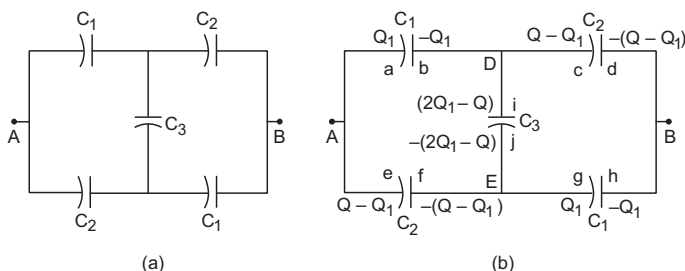 C1
C2
A
C3
B
C2
C1
(a)
C1
C2
Q1 –Q1
Q – Q1 –(Q – Q1)
a b D c d
(2Q1 – Q) i
A C3 B
–(2Q1 – Q) j
e f E g h
Q – Q1 –(Q – Q1) Q1 –Q1
C2 C1
(b)